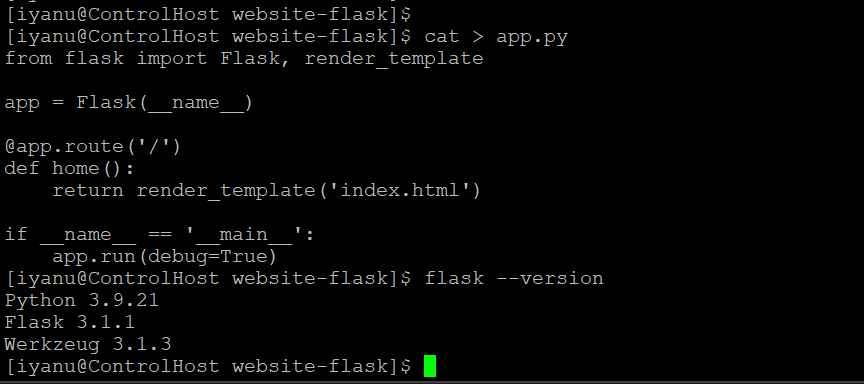 [iyanu@ControlHost website-flask]$
[iyanu@ControlHost website-flask]$ cat > app.py
from flask import Flask, render_template

app = Flask(__name__)

@app.route('/')
def home():
    return render_template('index.html')

if __name__ == '__main__':
    app.run(debug=True)
[iyanu@ControlHost website-flask]$ flask --version
Python 3.9.21
Flask 3.1.1
Werkzeug 3.1.3
[iyanu@ControlHost website-flask]$